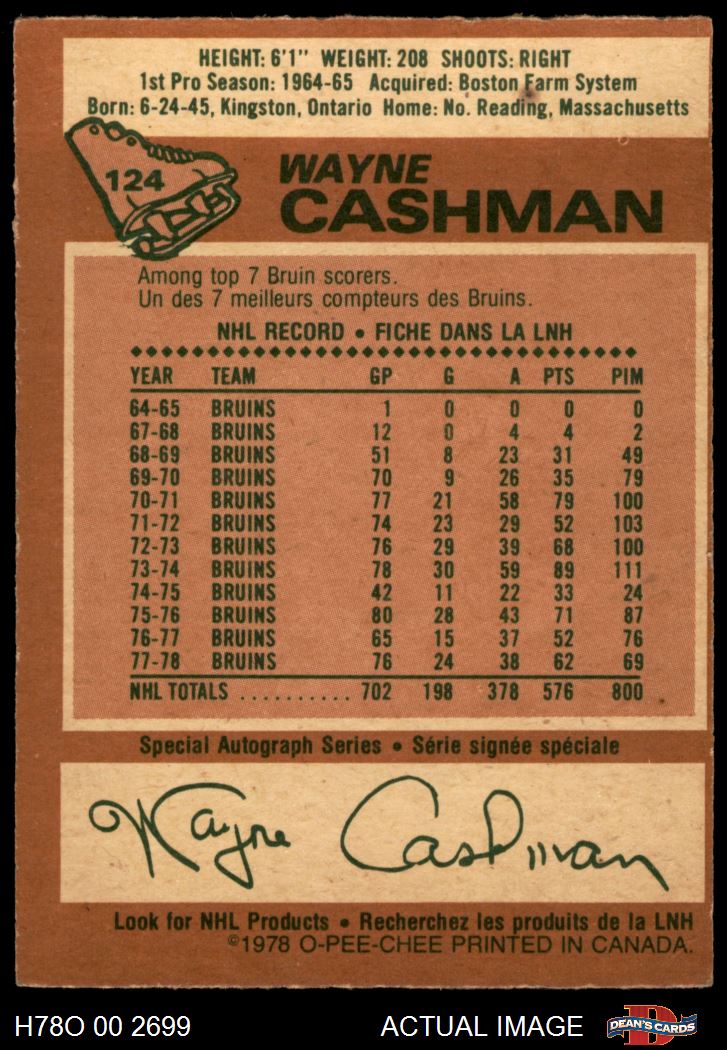 HEIGHT: 6'1" WEIGHT: 208 SHOOTS: RIGHT
1st Pro Season: 1964-65 Acquired: Boston Farm System
Born: 6-24-45, Kingston, Ontario Home: No. Reading, Massachusetts
124
WAYNE
CASHMAN
Among top 7 Bruin scorers.
Un des 7 meilleurs compteurs des Bruins.
NHL RECORD • FICHE DANS LA LNH
YEAR TEAM GP G A PTS PIM
64-65 BRUINS 1 0 0 0 0
67-68 BRUINS 12 0 4 4 2
68-69 BRUINS 51 8 23 31 49
69-70 BRUINS 70 9 26 35 79
70-71 BRUINS 77 21 58 79 100
71-72 BRUINS 74 23 29 52 103
72-73 BRUINS 76 29 39 68 100
73-74 BRUINS 78 30 59 89 111
74-75 BRUINS 42 11 22 33 24
75-76 BRUINS 80 28 43 71 87
76-77 BRUINS 65 15 37 52 76
77-78 BRUINS 76 24 38 62 69
NHL TOTALS .......... 702 198 378 576 800
Special Autograph Series • Série signée spéciale
Wayne Cashman
Look for NHL Products • Recherchez les produits de la LNH
©1978 O-PEE-CHEE PRINTED IN CANADA.
H78O 00 2699 ACTUAL IMAGE D DEAN'S CARDS